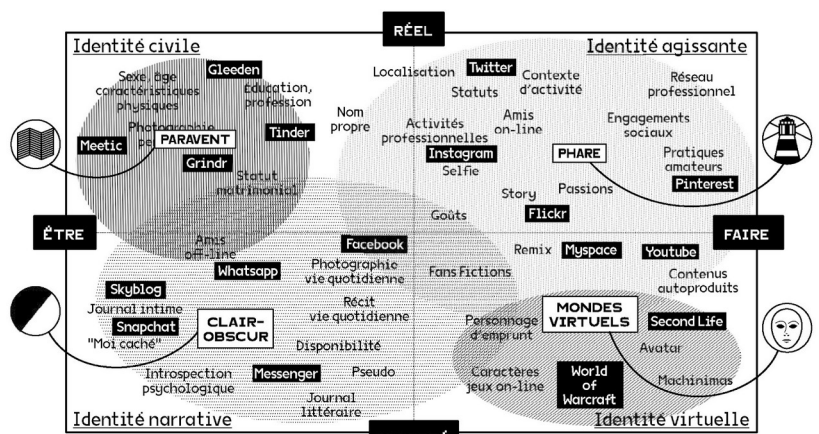 RÉEL
Identité civile
Identité agissante
Gleeden
Sexe, âge
caractéristiques
physiques
Education,
profession
Photographie
Meetic
PARAVENT
Tinder
Grindr
Statut
matrimonial
Nom
propre
Localisation
Twitter
Statuts
Contexte
d'activité
Réseau
professionnel
Activités
professionnelles
Amis
on-line
Engagements
sociaux
Instagram
Selfie
PHARE
Pratiques
amateurs
Pinterest
Story
Passions
Flickr
Goûts
ÊTRE
FAIRE
Amis
off-line
Facebook
Whatsapp
Photographie
vie quotidienne
Fans Fictions
Remix
Myspace
Youtube
Contenus
autoproduits
Skyblog
Journal intime
Snapchat
"Moi caché"
CLAIR-
OBSCUR
Récit
vie quotidienne
Disponibilité
Introspection
psychologique
Messenger
Pseudo
Journal
littéraire
Personnage
d'emprunt
MONDES
VIRTUELS
Second Life
Avatar
Caractères
jeux on-line
World
of
Warcraft
Machinimas
Identité narrative
Identité virtuelle